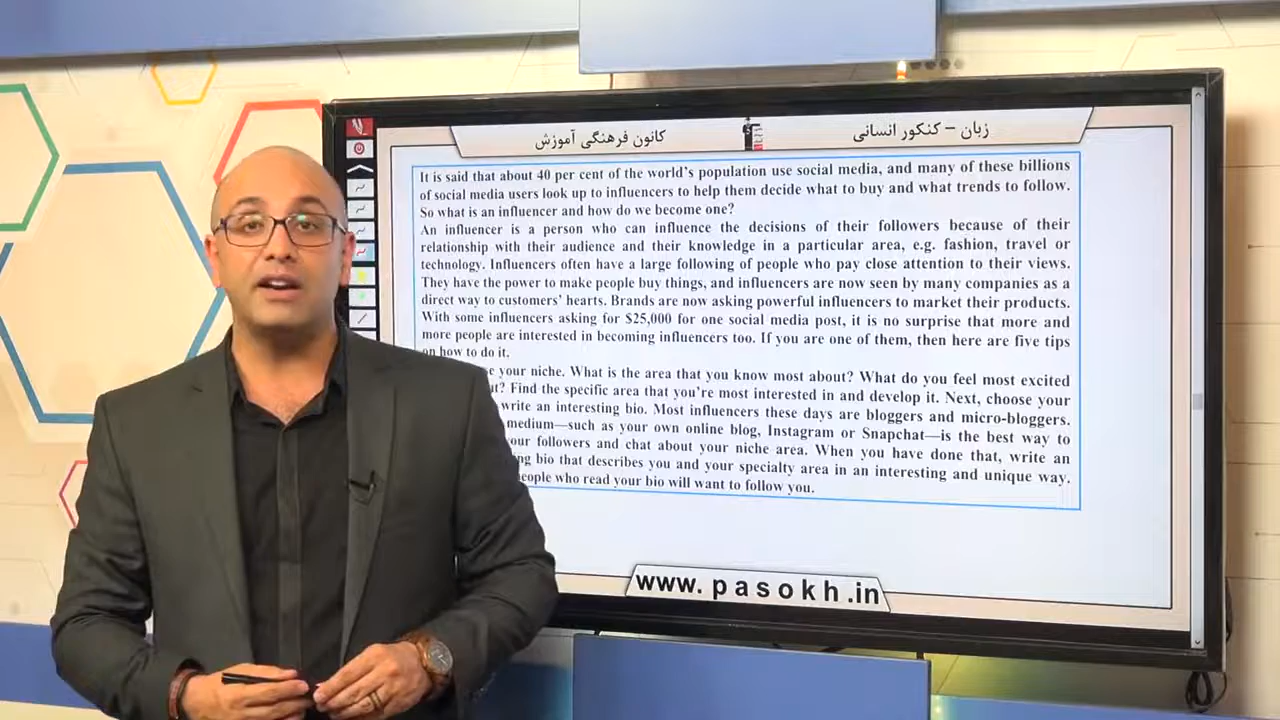 زبان – کنکور انسانی
کانون فرهنگی آموزش
It is said that about 40 per cent of the world's population use social media, and many of these billions
of social media users look up to influencers to help them decide what to buy and what trends to follow.
So what is an influencer and how do we become one?
An influencer is a person who can influence the decisions of their followers because of their
relationship with their audience and their knowledge in a particular area, e.g. fashion, travel or
technology. Influencers often have a large following of people who pay close attention to their views.
They have the power to make people buy things, and influencers are now seen by many companies as a
direct way to customers' hearts. Brands are now asking powerful influencers to market their products.
With some influencers asking for $25,000 for one social media post, it is no surprise that more and
more people are interested in becoming influencers too. If you are one of them, then here are five tips
on how to do it.
your niche. What is the area that you know most about? What do you feel most excited
Find the specific area that you're most interested in and develop it. Next, choose your
write an interesting bio. Most influencers these days are bloggers and micro-bloggers.
medium—such as your own online blog, Instagram or Snapchat—is the best way to
your followers and chat about your niche area. When you have done that, write an
bio that describes you and your specialty area in an interesting and unique way.
people who read your bio will want to follow you.
www. pasokh.in